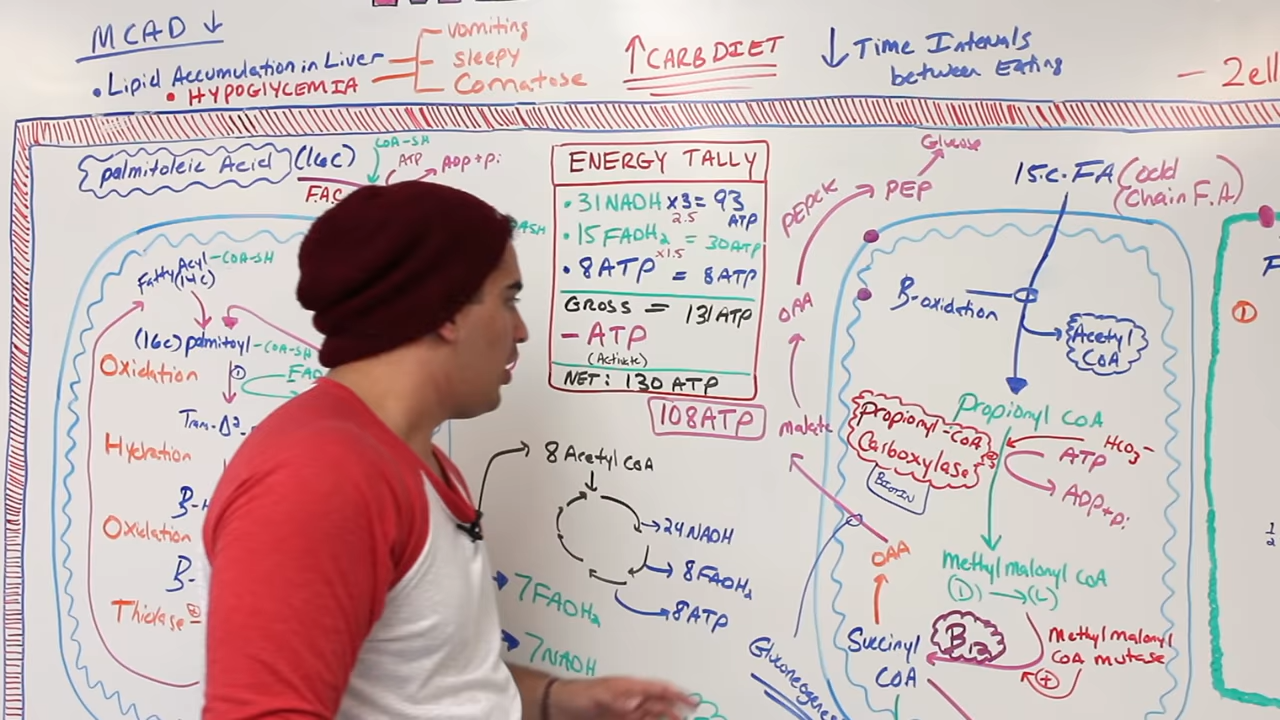 MCAD ↓
• Lipid Accumulation in Liver
• HYPOGLYCEMIA
vomiting
sleepy
Comatose
↑ CARB DIET
↓ Time Intervals
between Eating
palmitoleic Acid (16c)
COA-SH
ATP
ADP+Pi
F.A.C
Fatty Acyl -COA-SH
(16c)
(16c) palmitoyl -COA-SH
Oxidation
①
FAD
Trans-Δ²-
Hydration
B-H
Oxidation
B-
Thiolase
ENERGY TALLY
• 31 NADH x3 = 93
2.5
ATP
• 15 FADH₂ = 30 ATP
x1.5
• 8 ATP = 8 ATP
GROSS = 131 ATP
- ATP
(Activate)
NET: 130 ATP
108 ATP
8 Acetyl COA
24 NADH
8 FADH₂
8 ATP
7 FADH₂
7 NADH
Glucose
PEP
PEPCK
OAA
malate
15c-FA (odd
Chain F.A)
B-oxidation
Acetyl
COA
Propionyl COA
Propionyl-COA
Carboxylase
BIOTIN
HCO₃⁻
ATP
ADP+Pi
methyl malonyl COA
(D) → (L)
OAA
B12
Methyl malonyl
COA mutase
Succinyl
COA
①